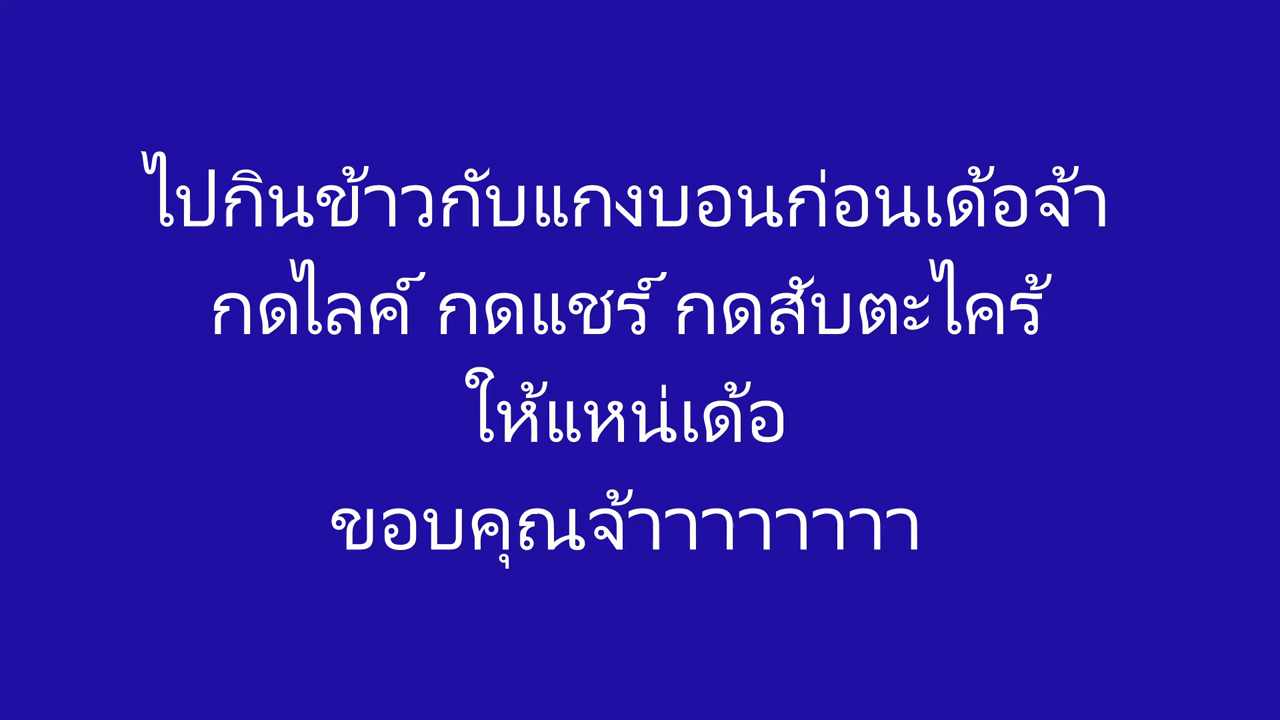 ไปกินข้าวกับแกงบอนก่อนเด้อจ้า
กดไลค์ กดแชร์ กดสับตะไคร้
ให้แหน่เด้อ
ขอบคุณจ้าาาาาาาา